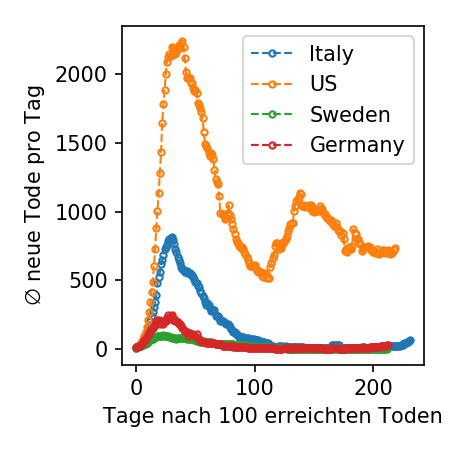 ∅ neue Tode pro Tag
2000
1500
1000
500
0
Italy
US
Sweden
Germany
0 100 200
Tage nach 100 erreichten Toden